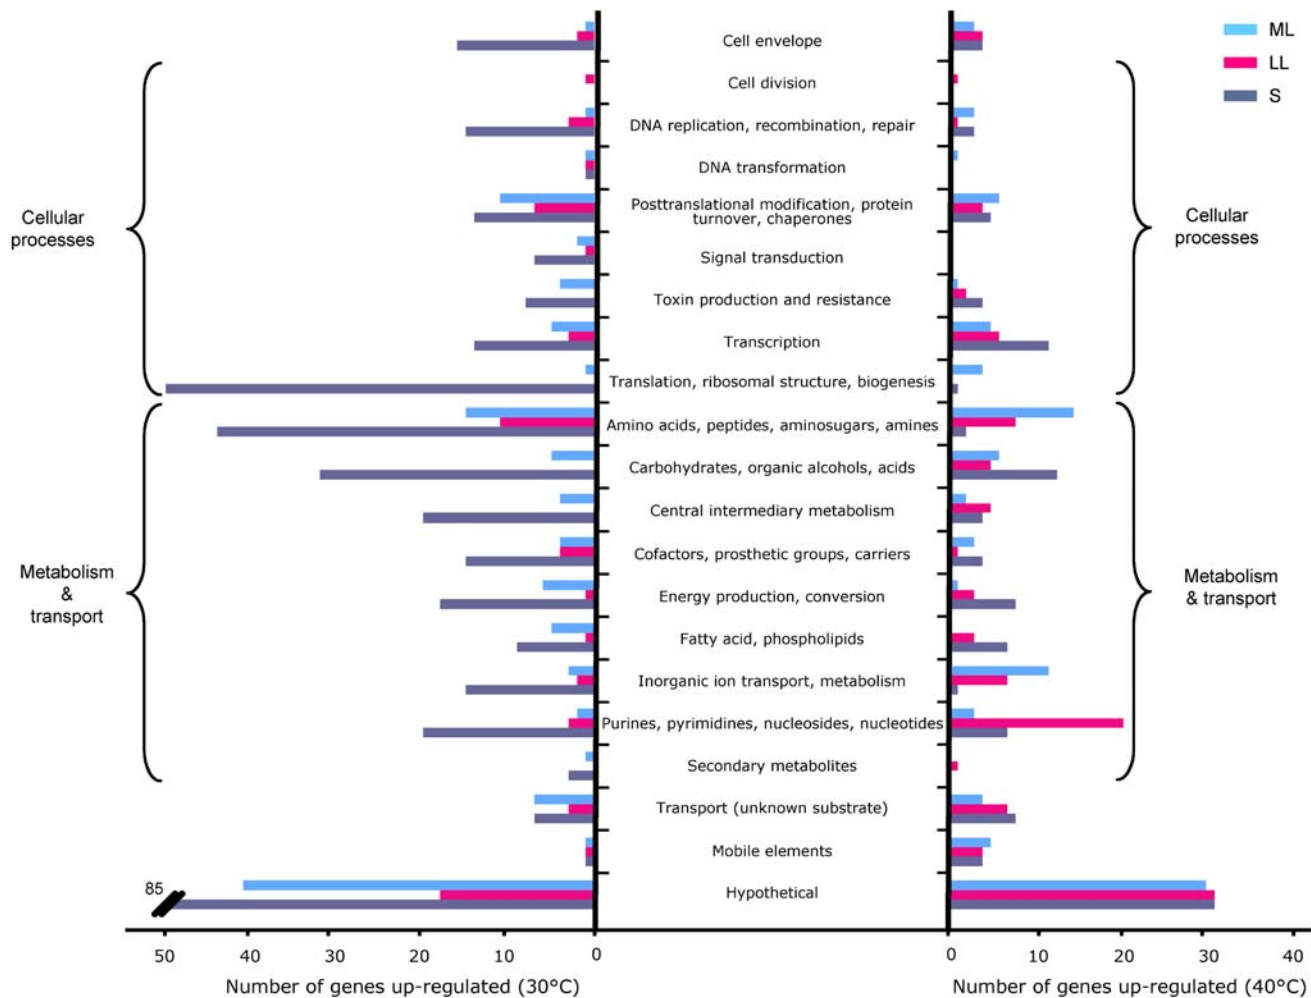 ML
LL
S
Cell envelope
Cell division
DNA replication, recombination, repair
DNA transformation
Posttranslational modification, protein
turnover, chaperones
Signal transduction
Toxin production and resistance
Transcription
Translation, ribosomal structure, biogenesis
Amino acids, peptides, aminosugars, amines
Carbohydrates, organic alcohols, acids
Central intermediary metabolism
Cofactors, prosthetic groups, carriers
Energy production, conversion
Fatty acid, phospholipids
Inorganic ion transport, metabolism
Purines, pyrimidines, nucleosides, nucleotides
Secondary metabolites
Transport (unknown substrate)
Mobile elements
Hypothetical
Cellular
processes
Metabolism
&
transport
Cellular
processes
Metabolism
& transport
85
50 40 30 20 10 0
0 10 20 30 40
Number of genes up-regulated (30°C)
Number of genes up-regulated (40°C)